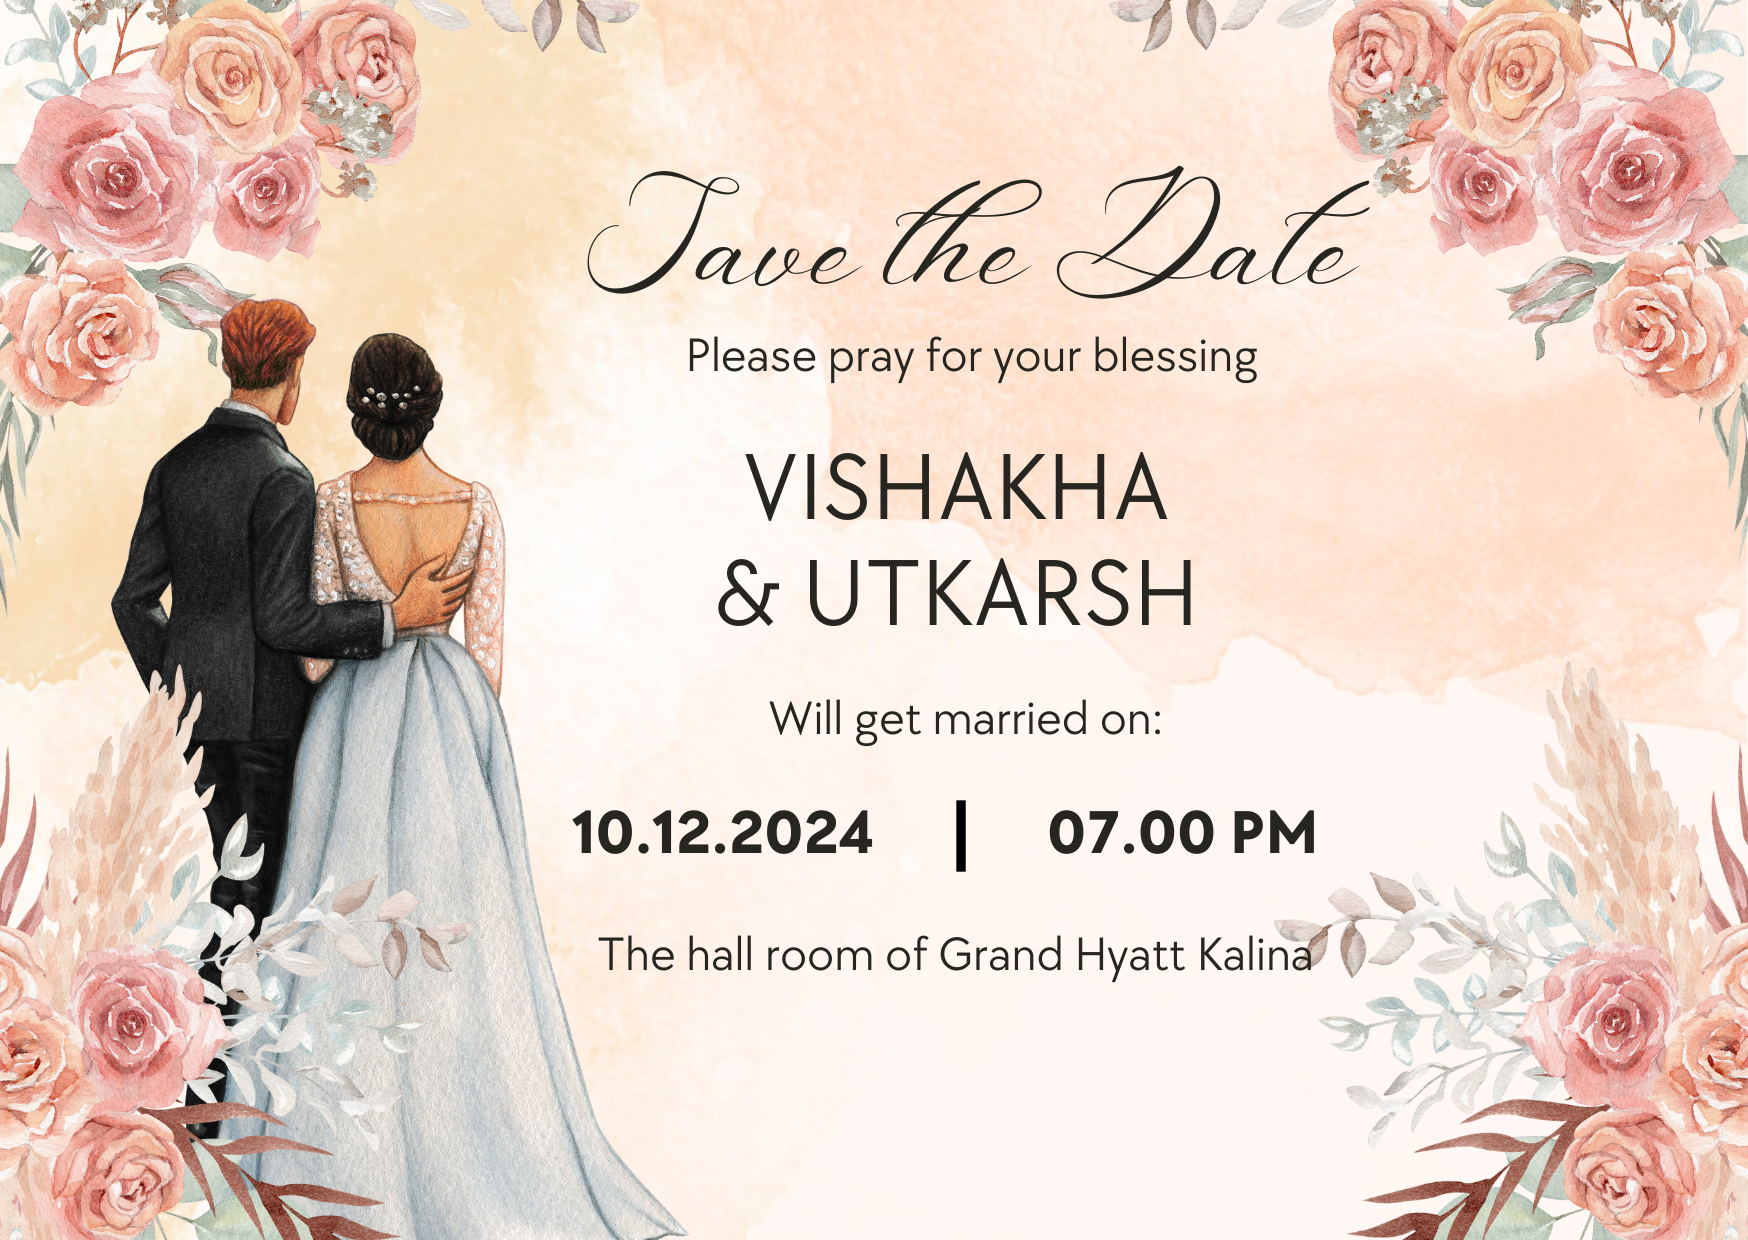 Save the Date
Please pray for your blessing
VISHAKHA
& UTKARSH
Will get married on:
10.12.2024 | 07.00 PM
The hall room of Grand Hyatt Kalina